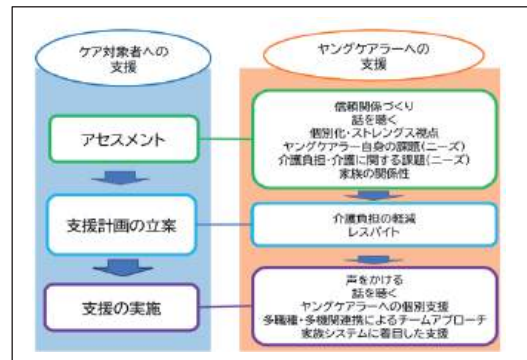 ケア対象者への
支援
ヤングケアラーへの
支援
アセスメント
信頼関係づくり
話を聴く
個別化・ストレングス視点
ヤングケアラー自身の課題(ニーズ)
介護負担・介護に関する課題(ニーズ)
家族の関係性
支援計画の立案
介護負担の軽減
レスパイト
支援の実施
声をかける
話を聴く
ヤングケアラーへの個別支援
多職種・多機関連携によるチームアプローチ
家族システムに着目した支援